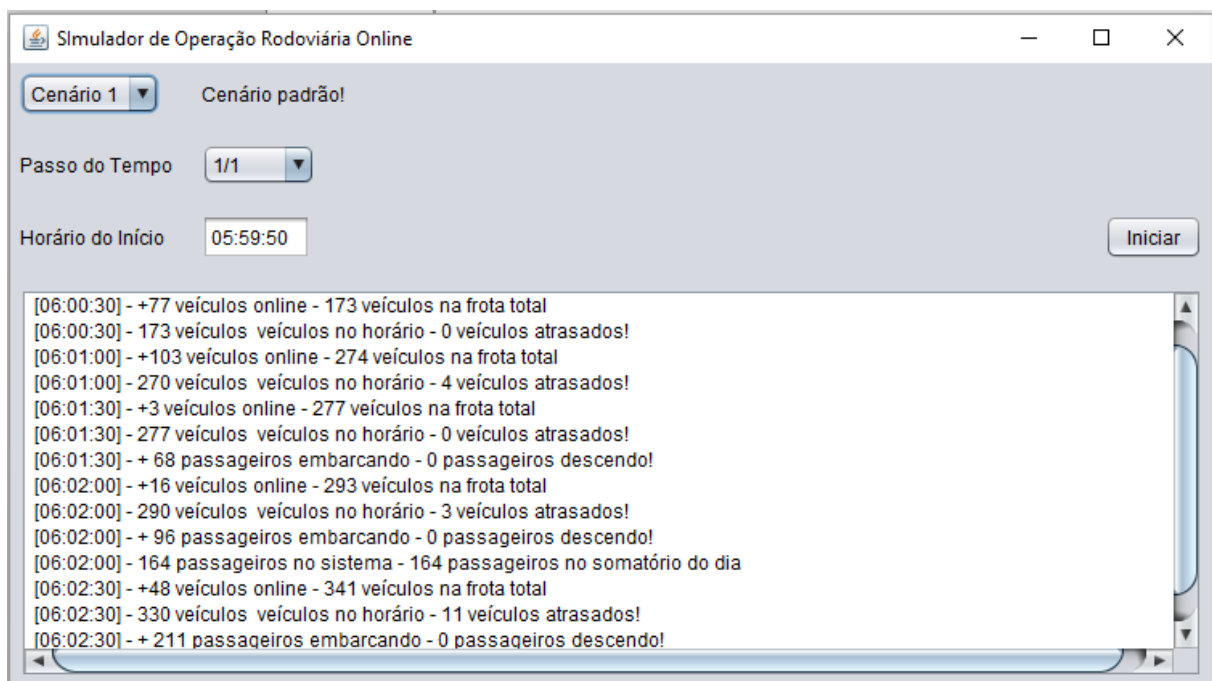 SImulador de Operação Rodoviária Online
Cenário 1 Cenário padrão!
Passo do Tempo 1/1
Horário do Início 05:59:50 Iniciar
[06:00:30] - +77 veículos online - 173 veículos na frota total
[06:00:30] - 173 veículos  veículos no horário - 0 veículos atrasados!
[06:01:00] - +103 veículos online - 274 veículos na frota total
[06:01:00] - 270 veículos  veículos no horário - 4 veículos atrasados!
[06:01:30] - +3 veículos online - 277 veículos na frota total
[06:01:30] - 277 veículos  veículos no horário - 0 veículos atrasados!
[06:01:30] - + 68 passageiros embarcando - 0 passageiros descendo!
[06:02:00] - +16 veículos online - 293 veículos na frota total
[06:02:00] - 290 veículos  veículos no horário - 3 veículos atrasados!
[06:02:00] - + 96 passageiros embarcando - 0 passageiros descendo!
[06:02:00] - 164 passageiros no sistema - 164 passageiros no somatório do dia
[06:02:30] - +48 veículos online - 341 veículos na frota total
[06:02:30] - 330 veículos  veículos no horário - 11 veículos atrasados!
[06:02:30] - + 211 passageiros embarcando - 0 passageiros descendo!